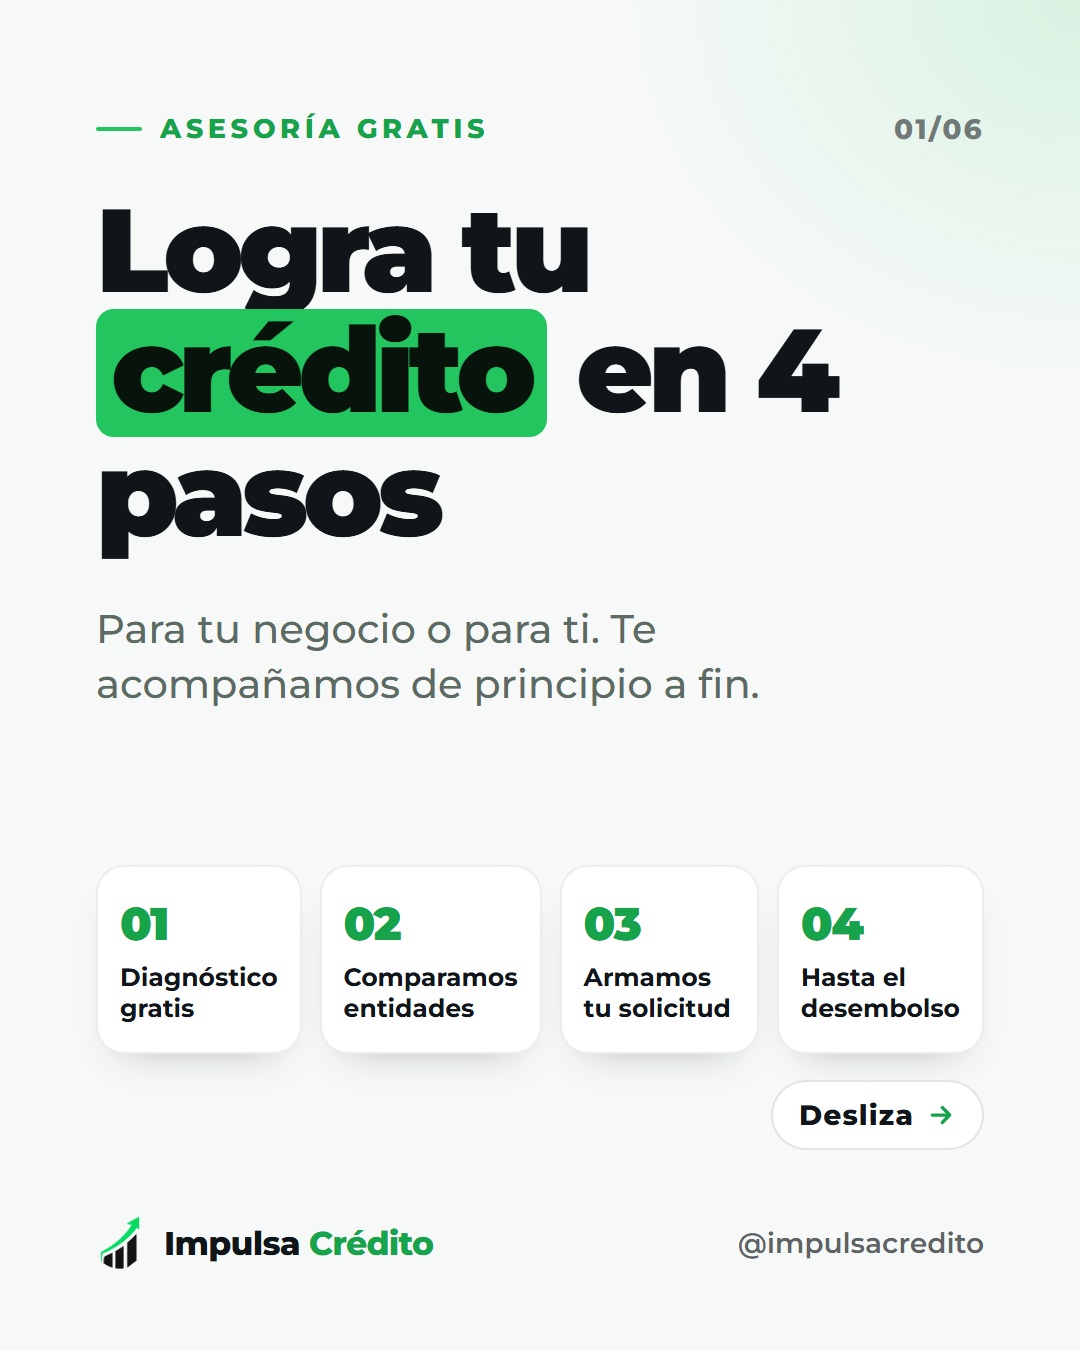 ASESORÍA GRATIS
01/06
Logra tu
crédito en 4
pasos
Para tu negocio o para ti. Te
acompañamos de principio a fin.
01
Diagnóstico
gratis
02
Comparamos
entidades
03
Armamos
tu solicitud
04
Hasta el
desembolso
Desliza →
Impulsa Crédito
@impulsacredito